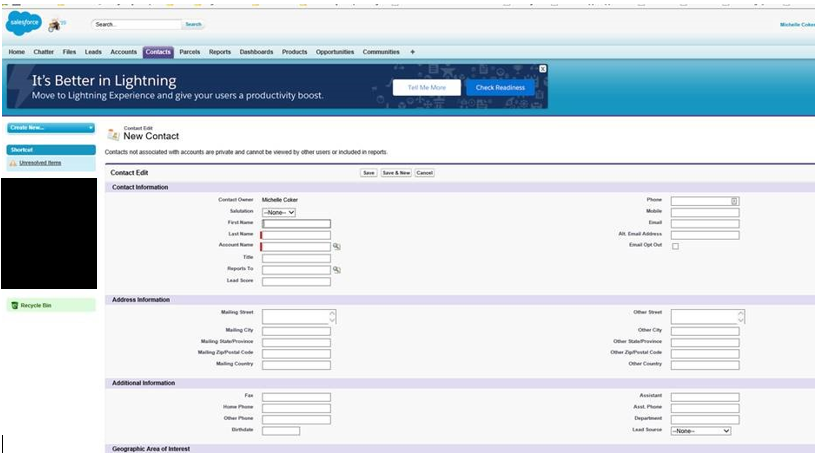 salesforce
Search...
Search
Michelle Coker
Home Chatter Files Leads Accounts Contacts Parcels Reports Dashboards Products Opportunities Communities +
It's Better in Lightning
Move to Lightning Experience and give your users a productivity boost.
Tell Me More
Check Readiness
Create New...
Shortcut
Unresolved Items
Recycle Bin
Contact Edit
New Contact
Contacts not associated with accounts are private and cannot be viewed by other users or included in reports.
Contact Edit
Save
Save & New
Cancel
Contact Information
Contact Owner Michelle Coker
Salutation --None--
First Name
Last Name
Account Name
Title
Reports To
Lead Score
Phone
Mobile
Email
Alt. Email Address
Email Opt Out
Address Information
Mailing Street
Mailing City
Mailing State/Province
Mailing Zip/Postal Code
Mailing Country
Other Street
Other City
Other State/Province
Other Zip/Postal Code
Other Country
Additional Information
Fax
Home Phone
Other Phone
Birthdate
Assistant
Asst. Phone
Department
Lead Source --None--
Geographic Area of Interest